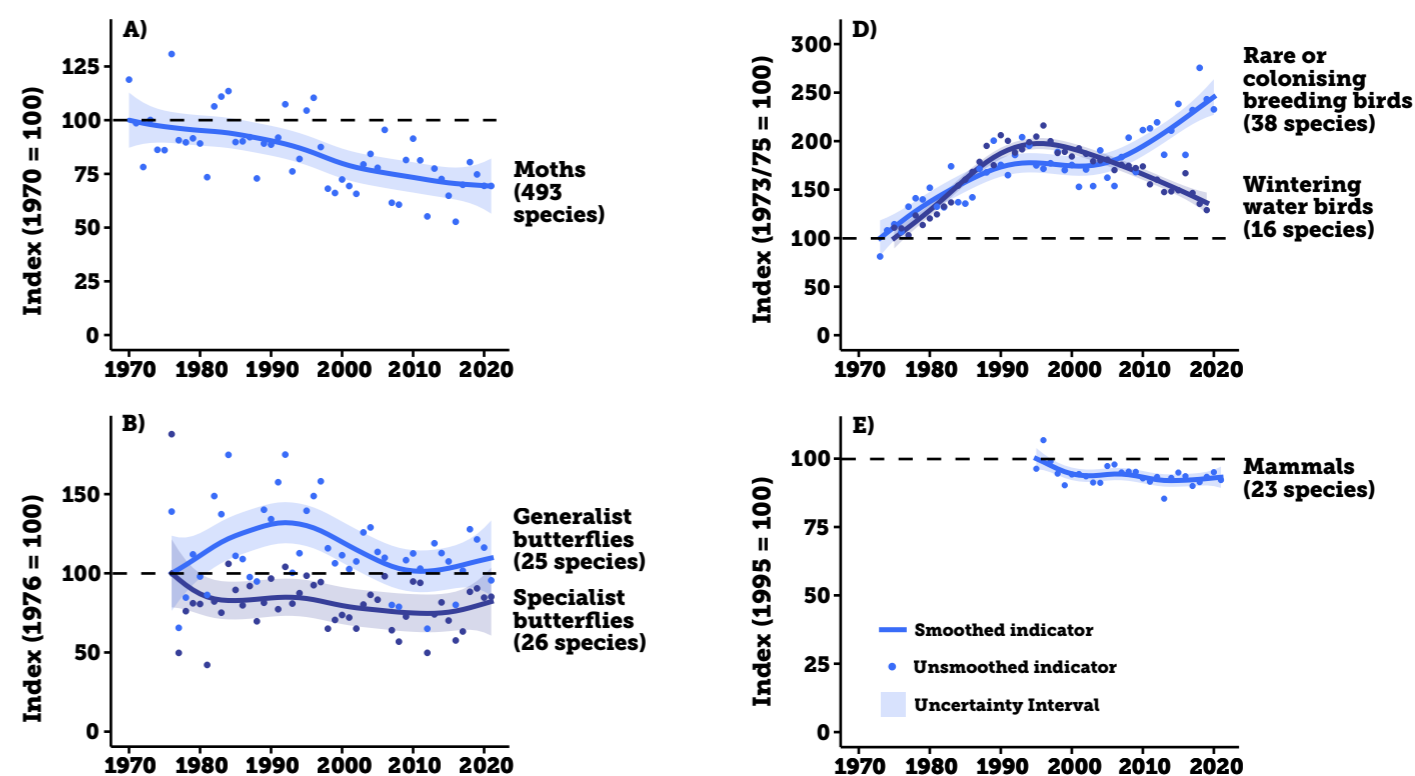 A)
Index (1970 = 100)
125
100
75
50
25
0
1970 1980 1990 2000 2010 2020
Moths
(493
species)
B)
Index (1976 = 100)
150
100
50
0
1970 1980 1990 2000 2010 2020
Generalist
butterflies
(25 species)
Specialist
butterflies
(26 species)
D)
Index (1973/75 = 100)
300
250
200
150
100
50
0
1970 1980 1990 2000 2010 2020
Rare or
colonising
breeding birds
(38 species)
Wintering
water birds
(16 species)
E)
Index (1995 = 100)
100
75
50
25
0
1970 1980 1990 2000 2010 2020
Mammals
(23 species)
Smoothed indicator
Unsmoothed indicator
Uncertainty Interval